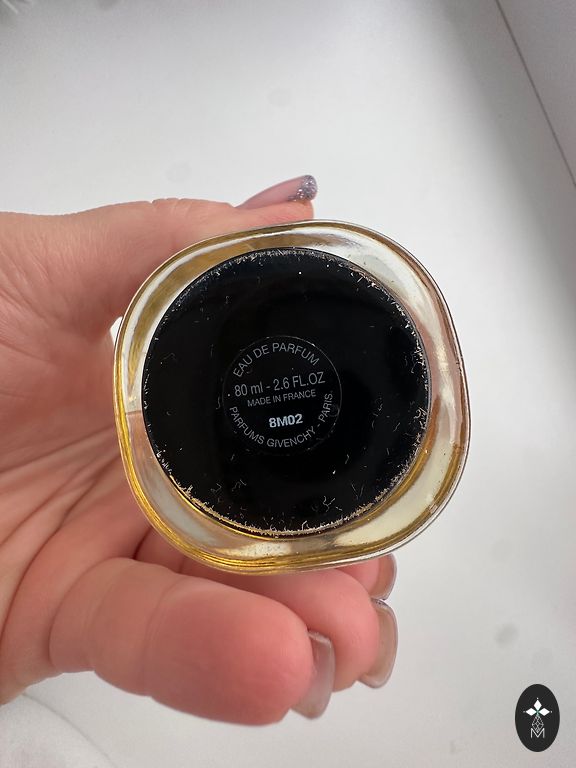 EAU DE PARFUM
80 ml - 2.6 FL.OZ
MADE IN FRANCE
8M02
PARFUMS GIVENCHY · PARIS.
M